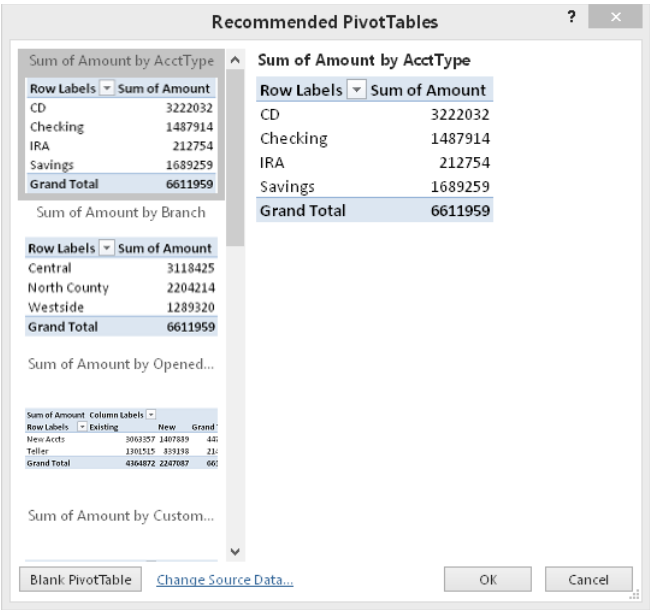 Recommended PivotTables
?
×
Sum of Amount by AcctType
Row Labels Sum of Amount
CD 3222032
Checking 1487914
IRA 212754
Savings 1689259
Grand Total 6611959
Sum of Amount by Branch
Row Labels Sum of Amount
Central 3118425
North County 2204214
Westside 1289320
Grand Total 6611959
Sum of Amount by Opened...
Sum of Amount Column Labels
Row Labels Existing New Grand
New Accts 3063357 1407889 447
Teller 1301515 839198 214
Grand Total 4364872 2247087 661
Sum of Amount by Custom...
Sum of Amount by AcctType
Row Labels Sum of Amount
CD 3222032
Checking 1487914
IRA 212754
Savings 1689259
Grand Total 6611959
Blank PivotTable
Change Source Data...
OK
Cancel